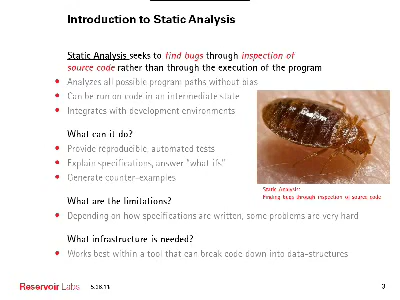 Introduction to Static Analysis
Static Analysis seeks to find bugs through inspection of
source code rather than through the execution of the program
• Analyzes all possible program paths without bias
• Can be run on code in an intermediate state
• Integrates with development environments
What can it do?
• Provide reproducible, automated tests
• Explain specifications, answer "what ifs"
• Generate counter-examples
Static Analysis:
Finding bugs through inspection of source code
What are the limitations?
• Depending on how specifications are written, some problems are very hard
What infrastructure is needed?
• Works best within a tool that can break code down into data-structures
Reservoir Labs 5.26.11 3